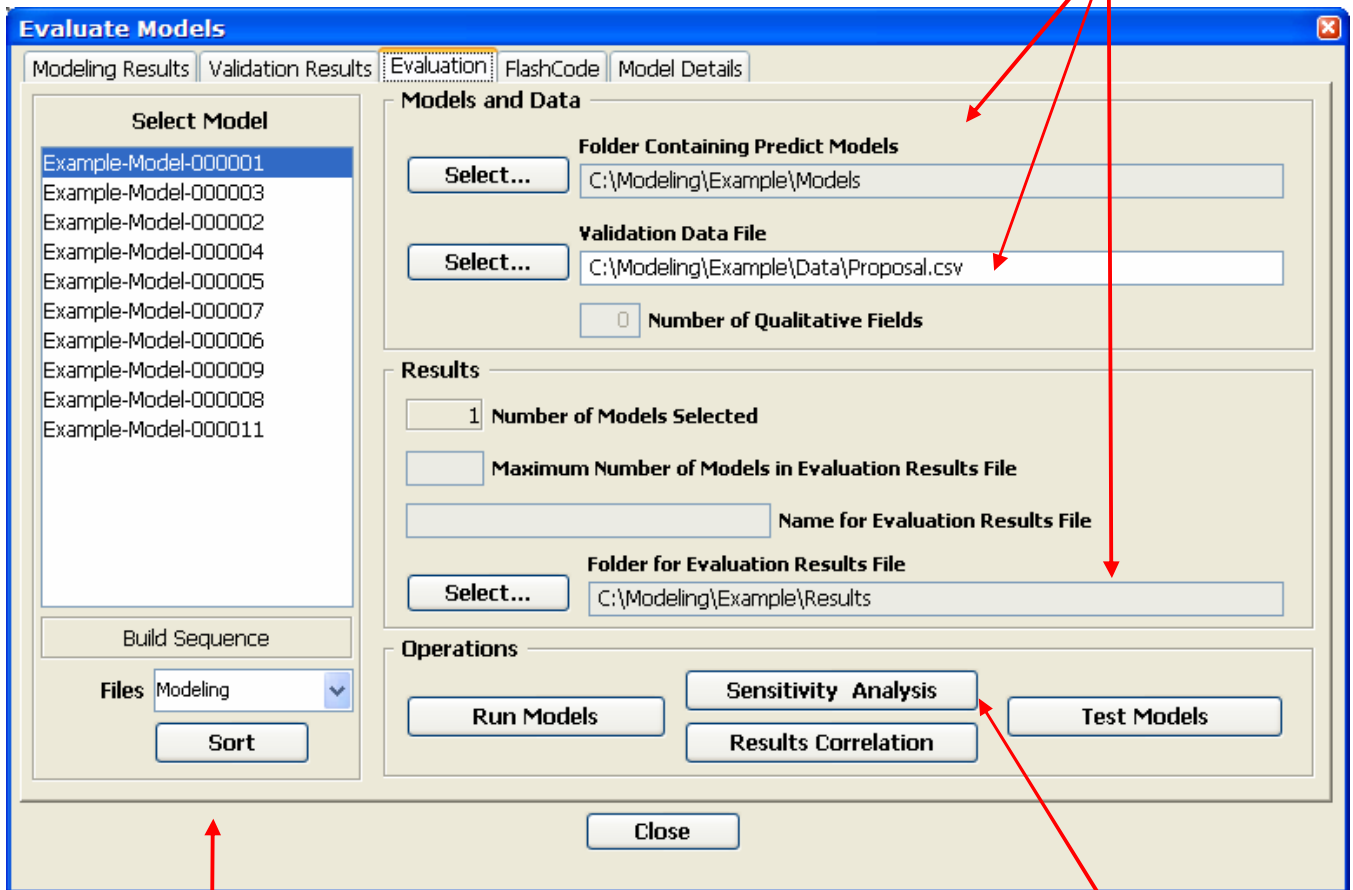 Evaluate Models
Modeling Results
Validation Results
Evaluation
FlashCode
Model Details
Select Model
Example-Model-000001
Example-Model-000003
Example-Model-000002
Example-Model-000004
Example-Model-000005
Example-Model-000007
Example-Model-000006
Example-Model-000009
Example-Model-000008
Example-Model-000011
Build Sequence
Files Modeling
Sort
Models and Data
Folder Containing Predict Models
Select... C:\Modeling\Example\Models
Validation Data File
Select... C:\Modeling\Example\Data\Proposal.csv
0 Number of Qualitative Fields
Results
1 Number of Models Selected
Maximum Number of Models in Evaluation Results File
Name for Evaluation Results File
Folder for Evaluation Results File
Select... C:\Modeling\Example\Results
Operations
Run Models
Sensitivity Analysis
Results Correlation
Test Models
Close